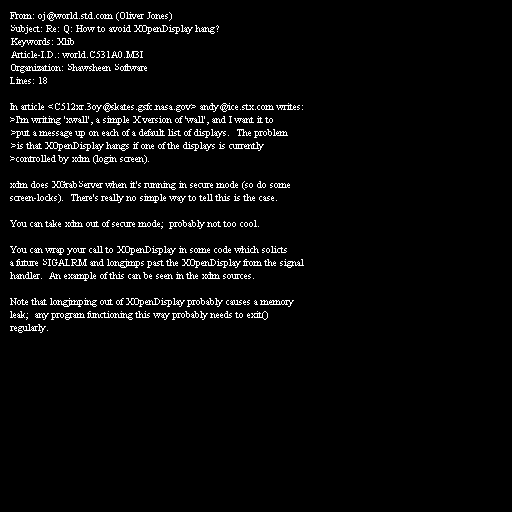 From: oj@world.std.com (Oliver Jones)
Subject: Re: Q: How to avoid XOpenDisplay hang?
Keywords: Xlib
Article-I.D.: world.C531A0.M3I
Organization: Shawsheen Software
Lines: 18

In article <C512xr.3oy@skates.gsfc.nasa.gov> andy@ice.stx.com writes:
>I'm writing 'xwall', a simple X version of 'wall', and I want it to
>put a message up on each of a default list of displays.  The problem
>is that XOpenDisplay hangs if one of the displays is currently
>controlled by xdm (login screen).

xdm does XGrabServer when it's running in secure mode (so do some
screen-locks).  There's really no simple way to tell this is the case.

You can take xdm out of secure mode;  probably not too cool.

You can wrap your call to XOpenDisplay in some code which solicts
a future SIGALRM and longjmps past the XOpenDisplay from the signal
handler.  An example of this can be seen in the xdm sources.

Note that longjmping out of XOpenDisplay probably causes a memory
leak;  any program functioning this way probably needs to exit()
regularly.